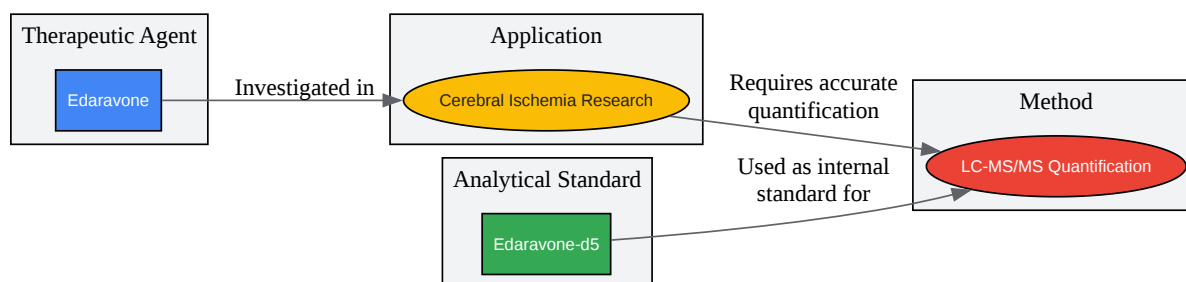 Therapeutic Agent
Edaravone
Investigated in
Application
Cerebral Ischemia Research
Requires accurate
quantification
Method
LC-MS/MS Quantification
Analytical Standard
Edaravone-d5
Used as internal
standard for